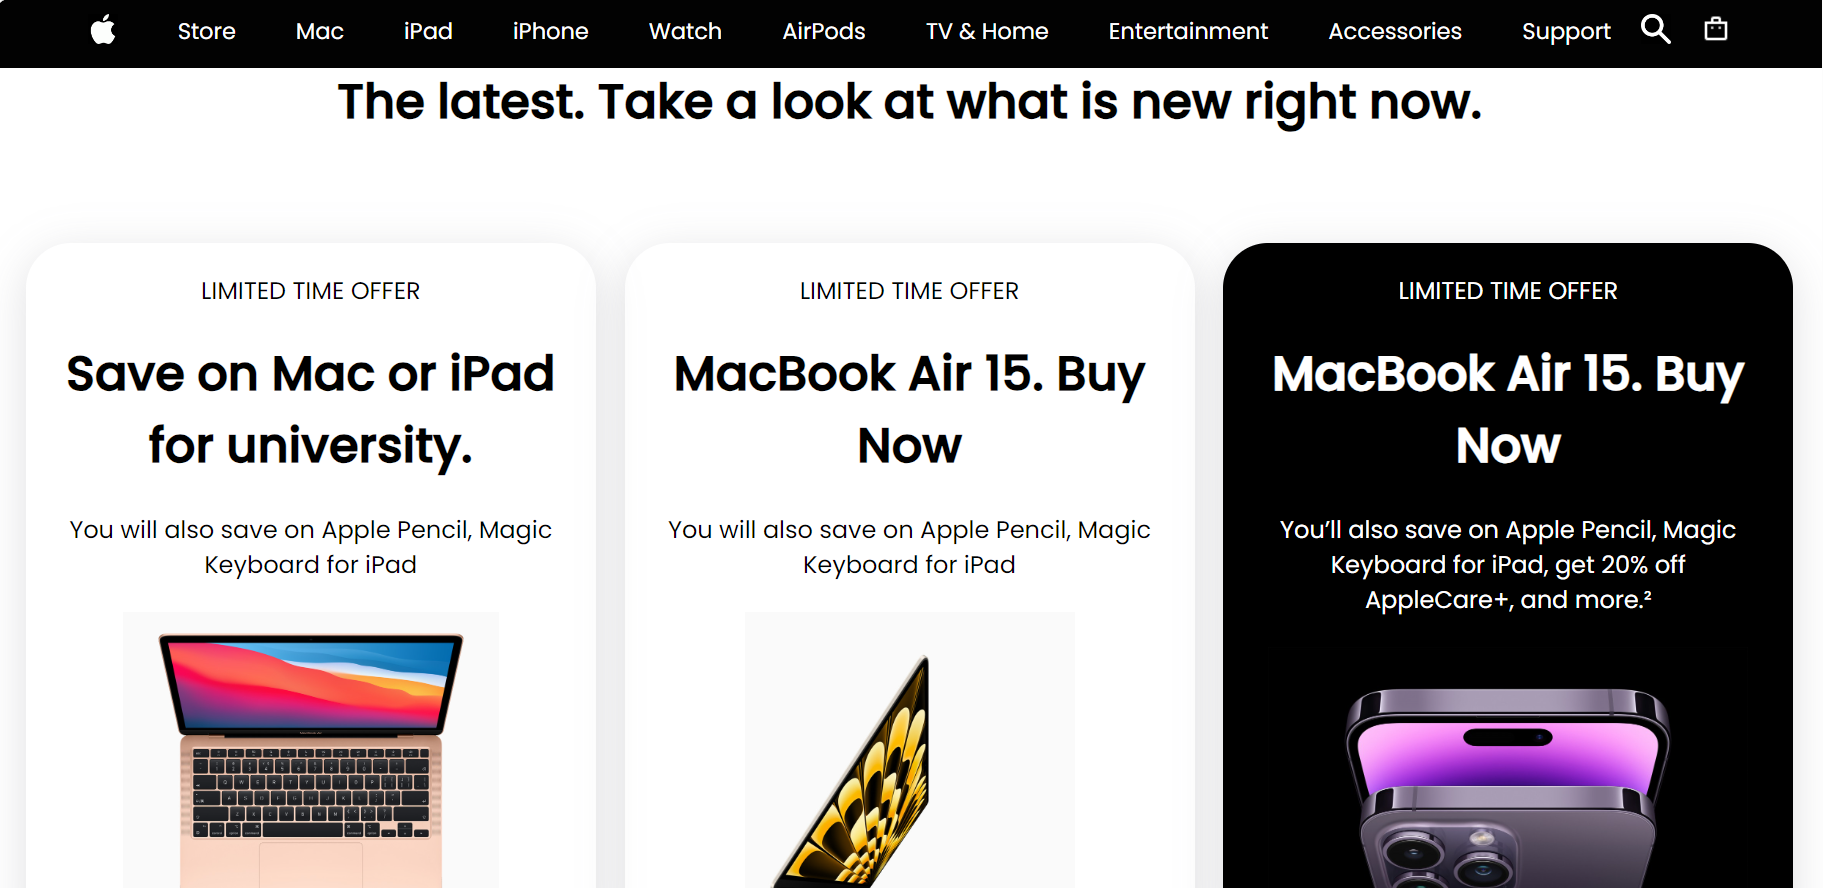 Store Mac iPad iPhone Watch AirPods TV & Home Entertainment Accessories Support
The latest. Take a look at what is new right now.
LIMITED TIME OFFER
Save on Mac or iPad
for university.
You will also save on Apple Pencil, Magic
Keyboard for iPad
LIMITED TIME OFFER
MacBook Air 15. Buy
Now
You will also save on Apple Pencil, Magic
Keyboard for iPad
LIMITED TIME OFFER
MacBook Air 15. Buy
Now
You’ll also save on Apple Pencil, Magic
Keyboard for iPad, get 20% off
AppleCare+, and more.²